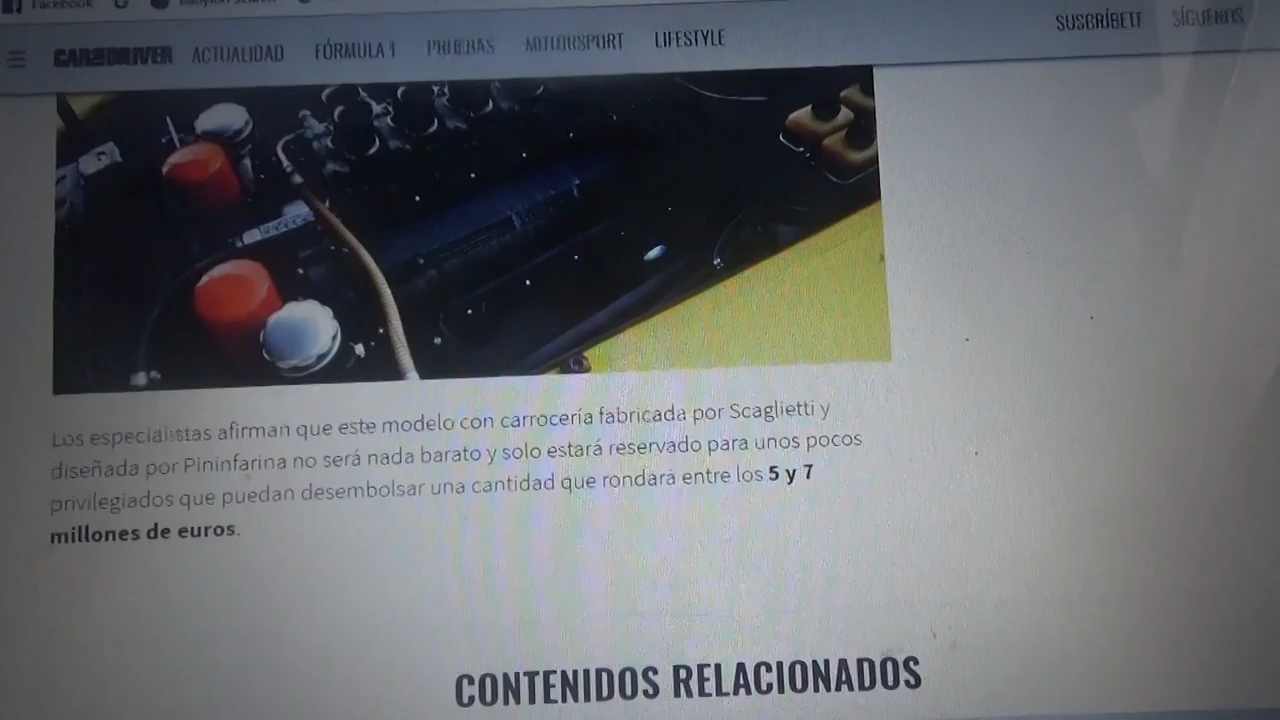 Facebook
CAR AND DRIVER ACTUALIDAD FÓRMULA 1 PRUEBAS MOTORSPORT LIFESTYLE SUSCRÍBETE SÍGUENOS
Los especialistas afirman que este modelo con carrocería fabricada por Scaglietti y
diseñada por Pininfarina no será nada barato y solo estará reservado para unos pocos
privilegiados que puedan desembolsar una cantidad que rondará entre los 5 y 7
millones de euros.
CONTENIDOS RELACIONADOS